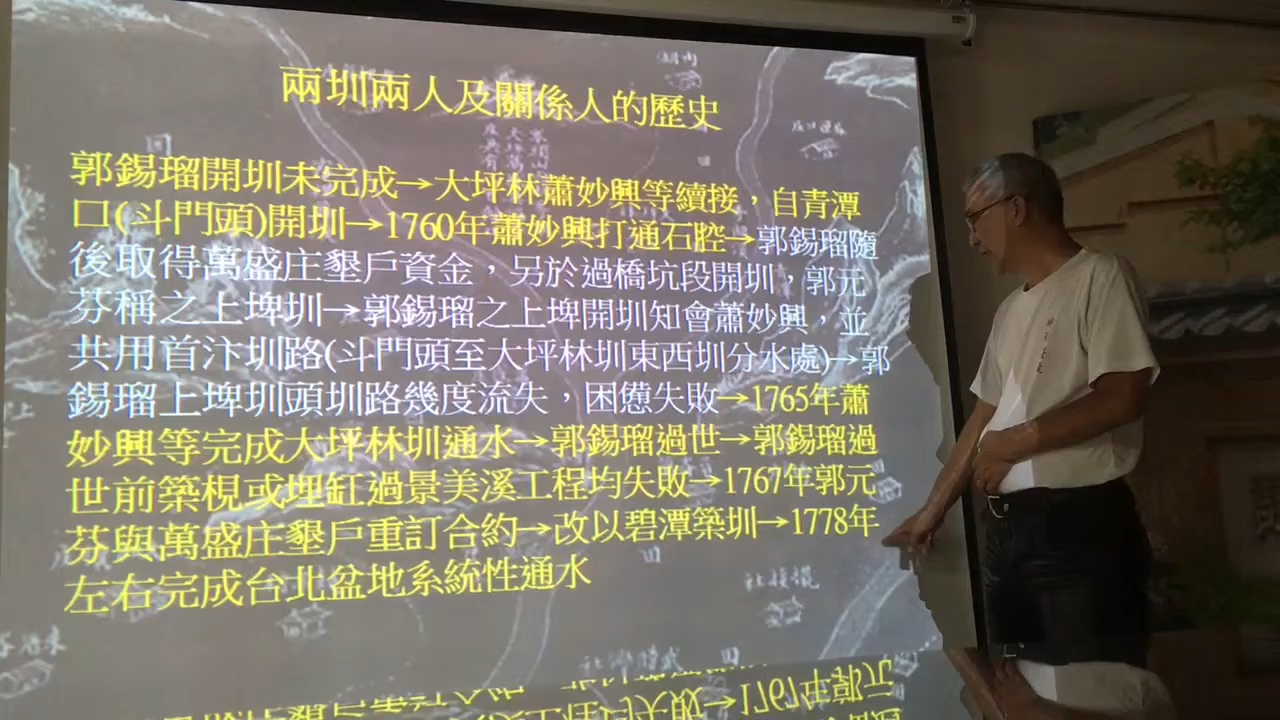 兩圳兩人及關係人的歷史
郭錫瑠開圳未完成→大坪林蕭妙興等續接，自青潭
口(斗門頭)開圳→1760年蕭妙興打通石腔→郭錫瑠隨
後取得萬盛庄墾戶資金，另於過橋坑段開圳，郭元
芬稱之上埤圳→郭錫瑠之上埤開圳知會蕭妙興，並
共用首汴圳路(斗門頭至大坪林圳東西圳分水處)→郭
錫瑠上埤圳頭圳路幾度流失，困憊失敗→1765年蕭
妙興等完成大坪林圳通水→郭錫瑠過世→郭錫瑠過
世前築梘或埋缸過景美溪工程均失敗→1767年郭元
芬與萬盛庄墾戶重訂合約→改以碧潭築圳→1778年
左右完成台北盆地系統性通水